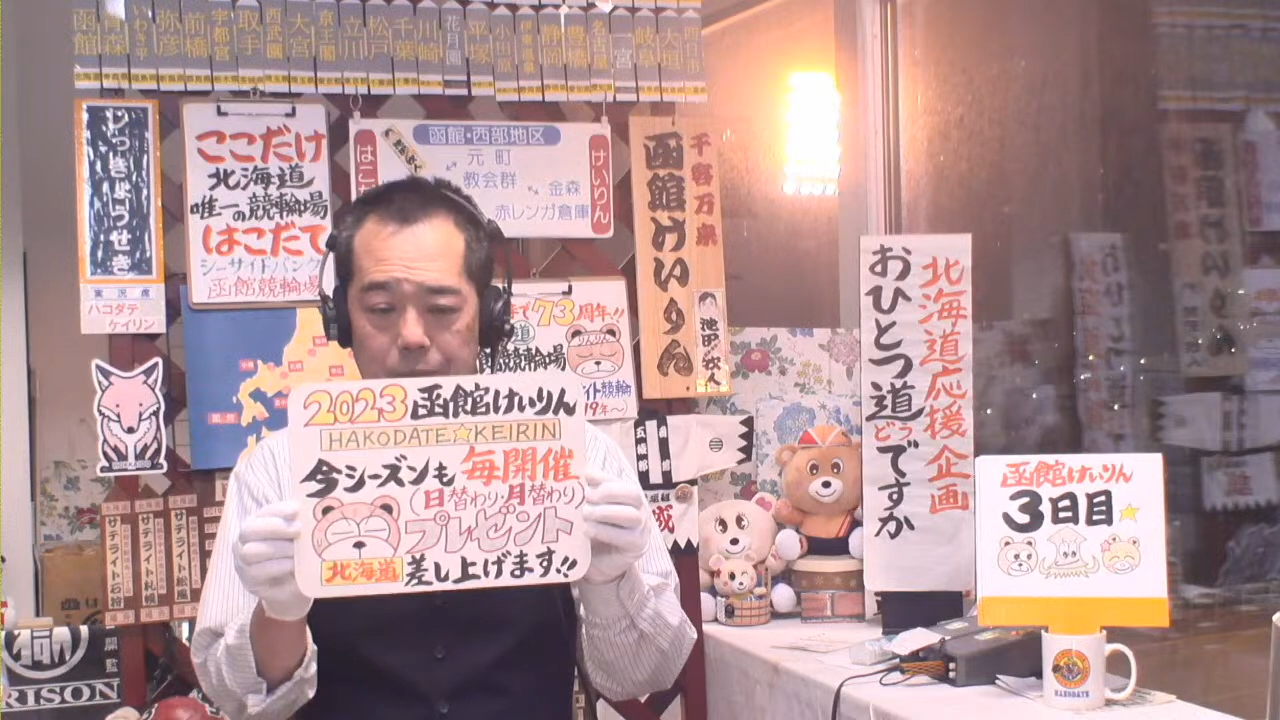 函館
青森
いわき平
弥彦
前橋
取手
宇都宮
大宮
西武園
京王閣
立川
松戸
千葉
川崎
花月園
平塚
小田原
伊東温泉
静岡
豊橋
名古屋
一宮
岐阜
大垣
四日市
じっきょうせき
実況席
ハコダテ
ケイリン
ここだけ
北海道
唯一の競輪場
はこだて
シーサイドバンク
函館競輪場
函館・西部地区
元町
教会群
金森
赤レンガ倉庫
けいりん
千客万来
函館けいりん
73周年!!
りんりん
競輪場
HOKKAIDO
2023 函館けいりん
HAKODATE★KEIRIN
今シーズンも 毎開催
(日替わり・月替わり)
プレゼント
北海道 差し上げます!!
北海道応援企画
おひとつ道ですか
どう
函館けいりん
3日目
HAKODATE
サテライト石狩
サテライト札幌
サテライト松風
RISON